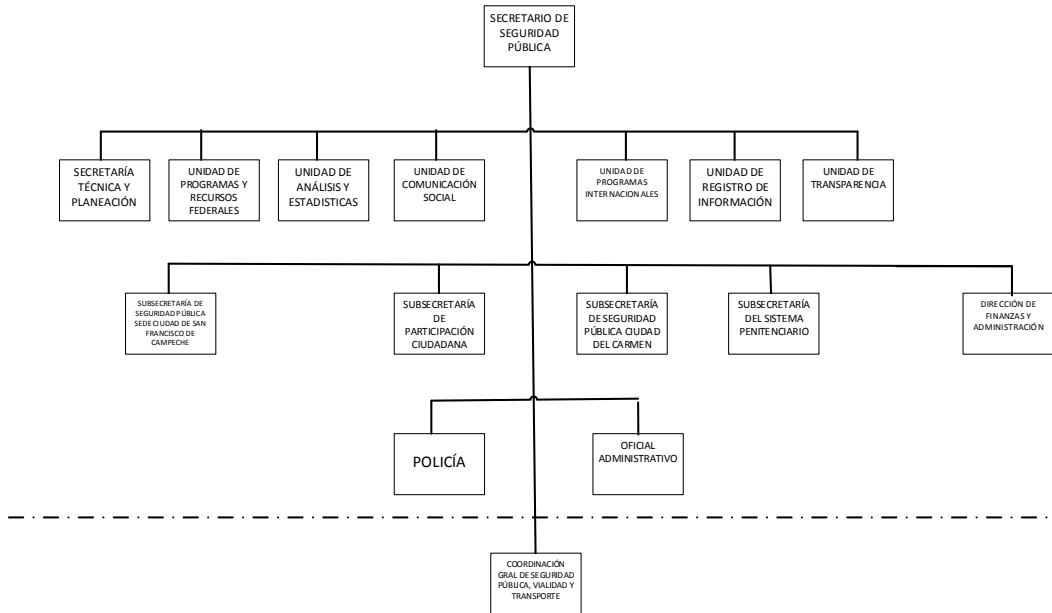 SECRETARIO DE
SEGURIDAD
PÚBLICA
SECRETARÍA
TÉCNICA Y
PLANEACIÓN
UNIDAD DE
PROGRAMAS Y
RECURSOS
FEDERALES
UNIDAD DE
ANÁLISIS Y
ESTADISTICAS
UNIDAD DE
COMUNICACIÓN
SOCIAL
UNIDAD DE
PROGRAMAS
INTERNACIONALES
UNIDAD DE
REGISTRO DE
INFORMACIÓN
UNIDAD DE
TRANSPARENCIA
SUBSECRETARÍA DE
SEGURIDAD PÚBLICA
SEDE CIUDAD DE SAN
FRANCISCO DE
CAMPECHE
SUBSECRETARÍA
DE
PARTICIPACIÓN
CIUDADANA
SUBSECRETARÍA
DE SEGURIDAD
PÚBLICA CIUDAD
DEL CARMEN
SUBSECRETARÍA
DEL SISTEMA
PENITENCIARIO
DIRECCIÓN DE
FINANZAS Y
ADMINISTRACIÓN
POLICÍA
OFICIAL
ADMINISTRATIVO
COORDINACIÓN
GRAL DE SEGURIDAD
PÚBLICA, VIALIDAD Y
TRANSPORTE